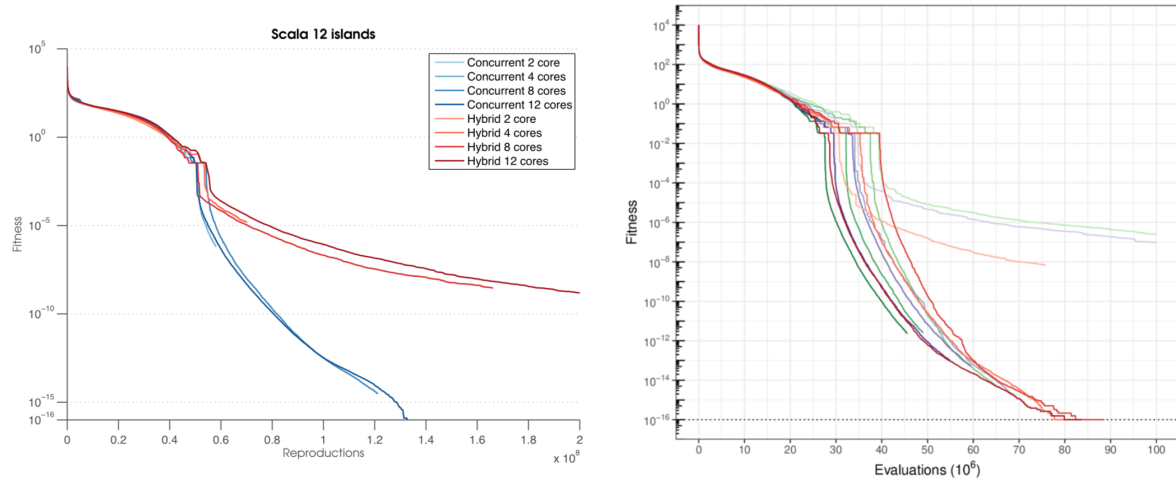 Scala 12 islands
10^5
10^0
10^-5
10^-10
10^-15
10^-16
Fitness
Concurrent 2 core
Concurrent 4 cores
Concurrent 8 cores
Concurrent 12 cores
Hybrid 2 core
Hybrid 4 cores
Hybrid 8 cores
Hybrid 12 cores
0 0.2 0.4 0.6 0.8 1 1.2 1.4 1.6 1.8 2
Reproductions
x 10^8
10^4
10^2
10^0
10^-2
10^-4
10^-6
10^-8
10^-10
10^-12
10^-14
10^-16
Fitness
0 10 20 30 40 50 60 70 80 90 100
Evaluations (10^6)